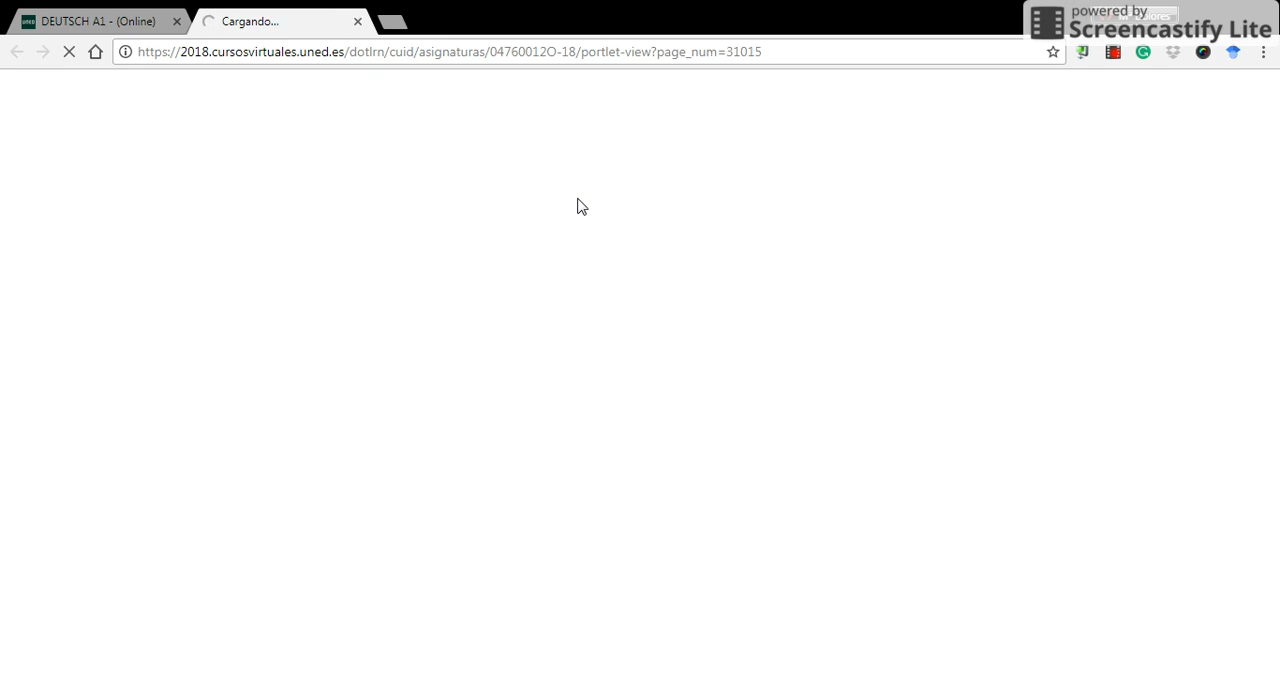 DEUTSCH A1 - (Online)
Cargando...
powered by
Screencastify Lite
https://2018.cursosvirtuales.uned.es/dotlrn/cuid/asignaturas/04760012O-18/portlet-view?page_num=31015